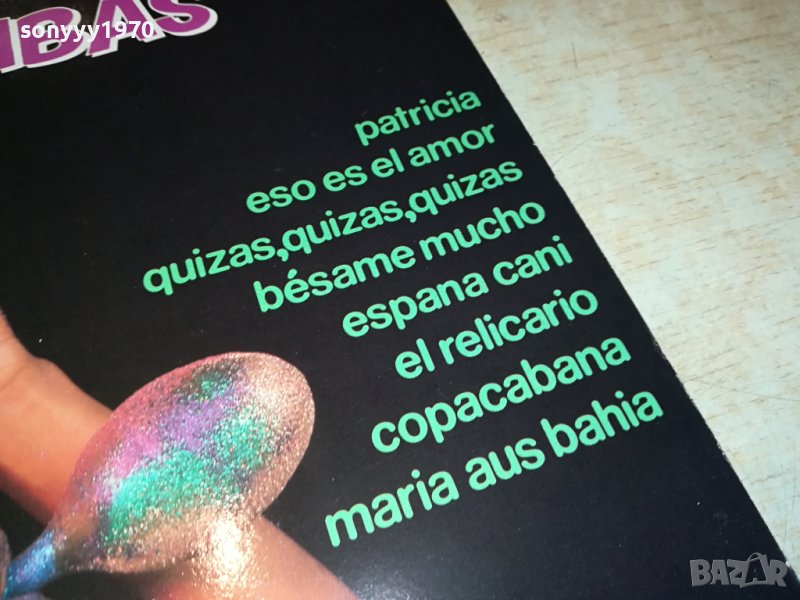 sonyyy1970
patricia
eso es el amor
quizas,quizas,quizas
bésame mucho
espana cani
el relicario
copacabana
maria aus bahia
BAZAR